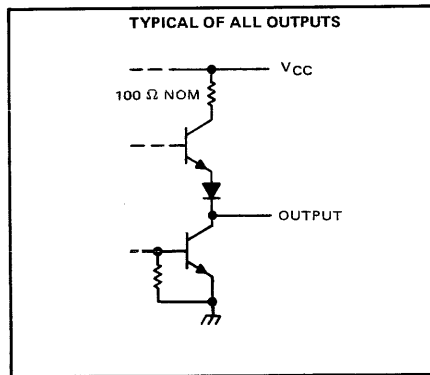 TYPICAL OF ALL OUTPUTS
VCC
100 Ω NOM
OUTPUT